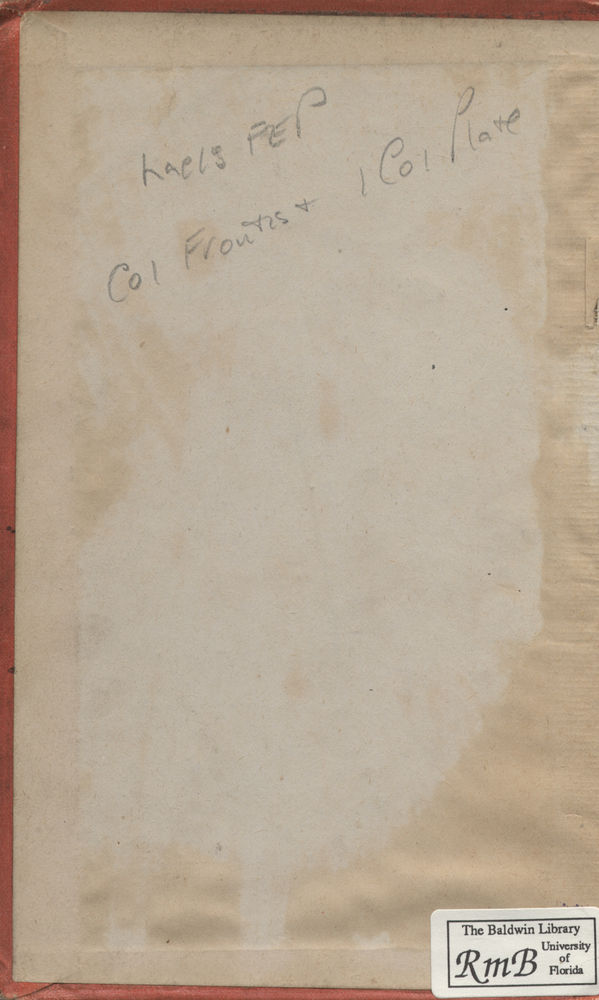 Lacks FEP
Col Frontis + 1 Col Plate
The Baldwin Library
RmB University of Florida